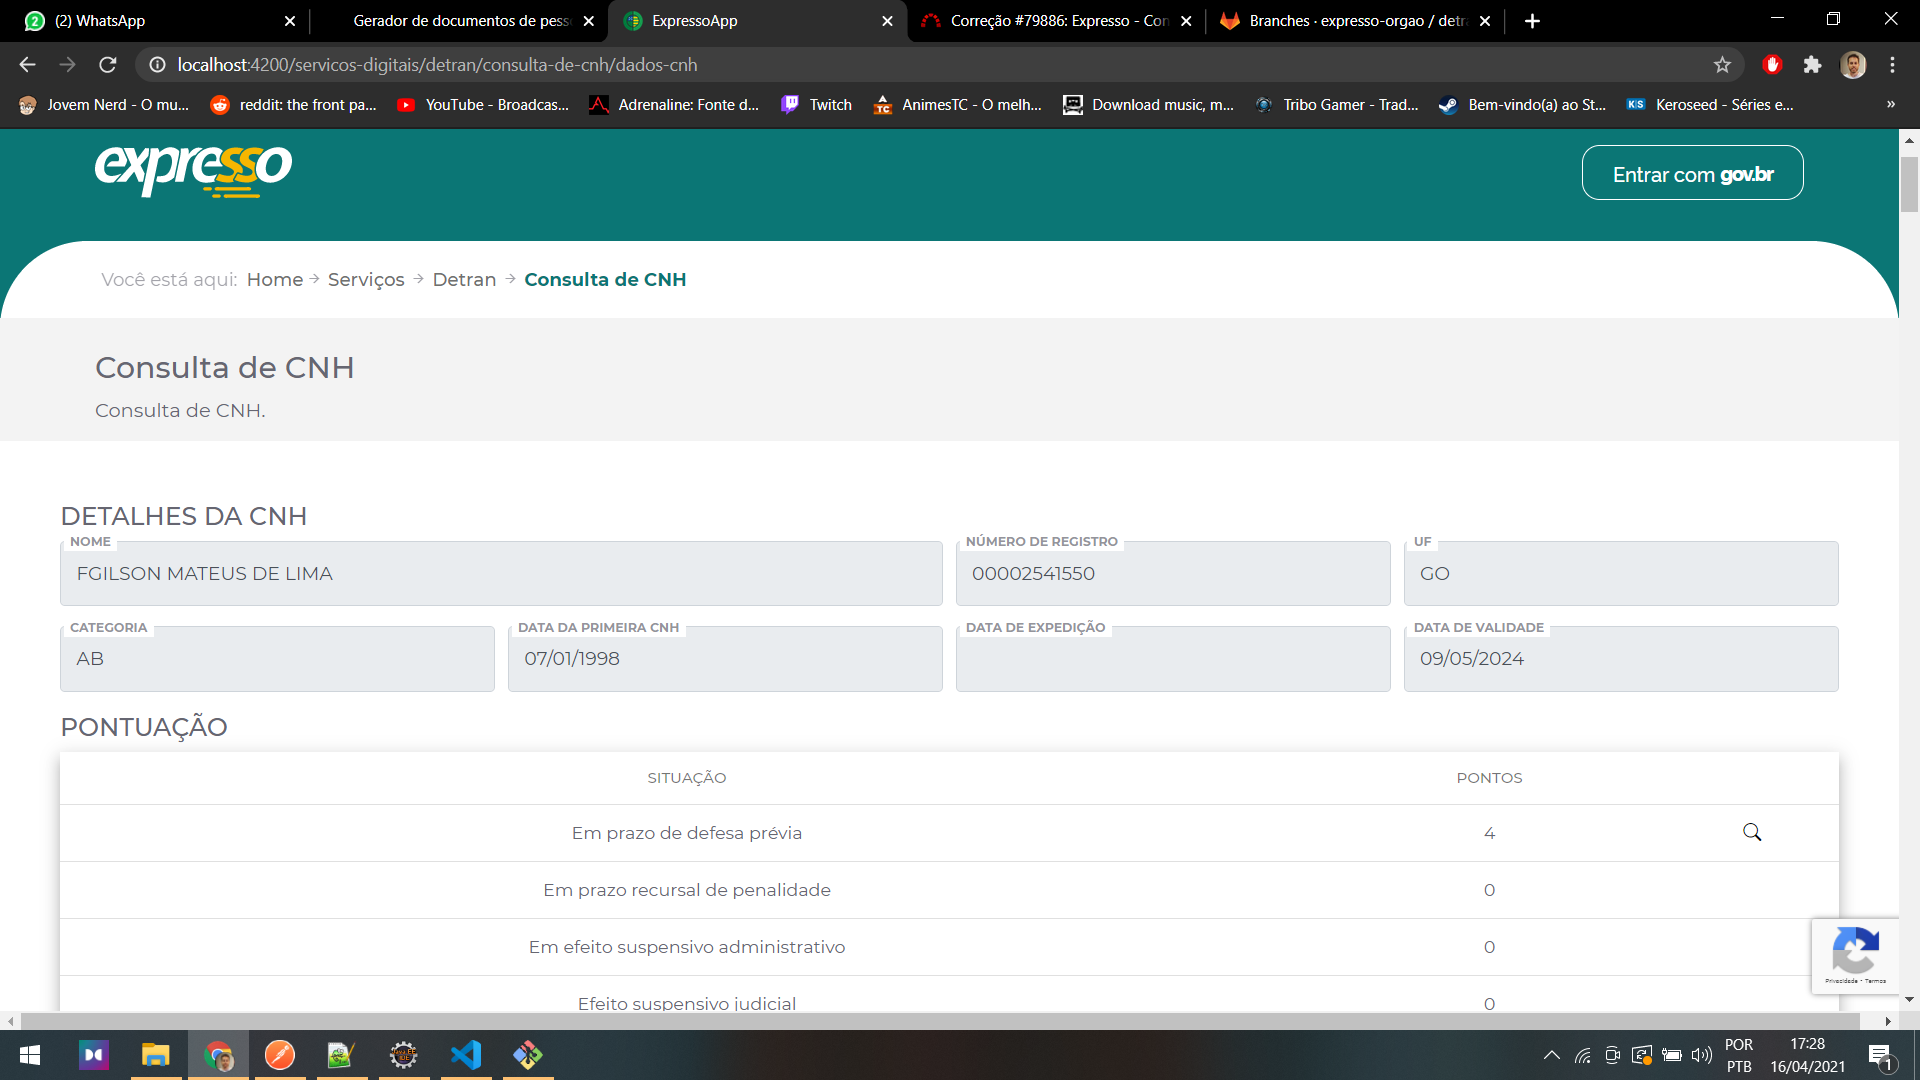 (2) WhatsApp
Gerador de documentos de pess
ExpressoApp
Correção #79886: Expresso - Con
Branches · expresso-orgao / detra
localhost:4200/servicos-digitais/detran/consulta-de-cnh/dados-cnh
Jovem Nerd - O mu...
reddit: the front pa...
YouTube - Broadcas...
Adrenaline: Fonte d...
Twitch
AnimesTC - O melh...
Download music, m...
Tribo Gamer - Trad...
Bem-vindo(a) ao St...
Keroseed - Séries e...
»
expresso
Entrar com gov.br
Você está aqui: Home → Serviços → Detran → Consulta de CNH
Consulta de CNH
Consulta de CNH.
DETALHES DA CNH
NOME
FGILSON MATEUS DE LIMA
NÚMERO DE REGISTRO
00002541550
UF
GO
CATEGORIA
AB
DATA DA PRIMEIRA CNH
07/01/1998
DATA DE EXPEDIÇÃO
DATA DE VALIDADE
09/05/2024
PONTUAÇÃO
SITUAÇÃO PONTOS
Em prazo de defesa prévia 4
Em prazo recursal de penalidade 0
Em efeito suspensivo administrativo 0
Efeito suspensivo judicial 0
Privacidade - Termos
POR
PTB
17:28
16/04/2021
1